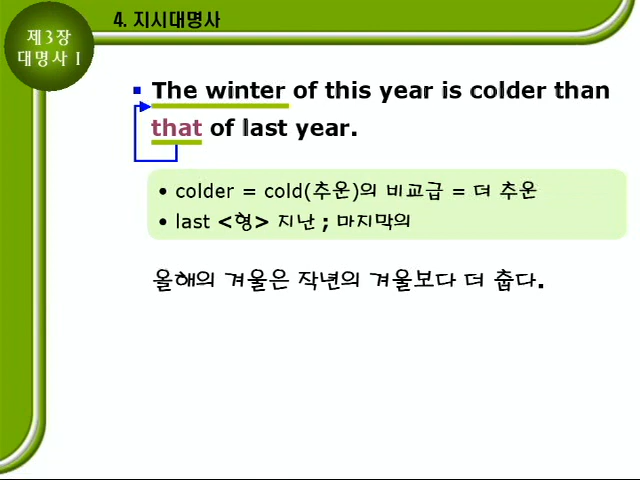 제3장
대명사 I
4. 지시대명사
The winter of this year is colder than
that of last year.
• colder = cold(추운)의 비교급 = 더 추운
• last <형> 지난 ; 마지막의
올해의 겨울은 작년의 겨울보다 더 춥다.